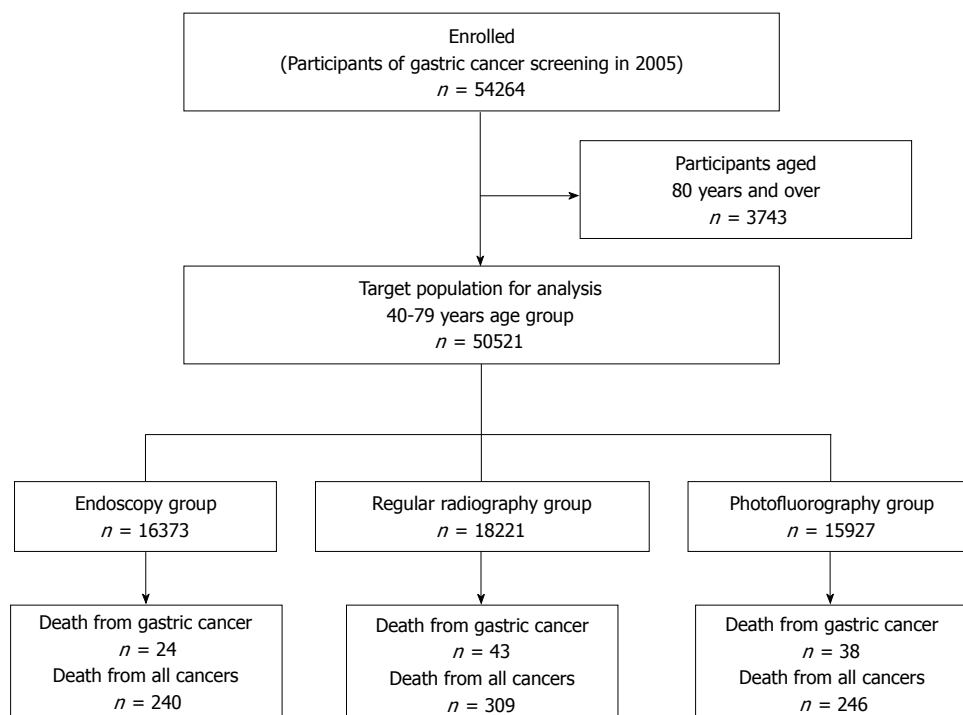 Enrolled
(Participants of gastric cancer screening in 2005)
n = 54264
Participants aged
80 years and over
n = 3743
Target population for analysis
40-79 years age group
n = 50521
Endoscopy group
n = 16373
Regular radiography group
n = 18221
Photofluorography group
n = 15927
Death from gastric cancer
n = 24
Death from all cancers
n = 240
Death from gastric cancer
n = 43
Death from all cancers
n = 309
Death from gastric cancer
n = 38
Death from all cancers
n = 246